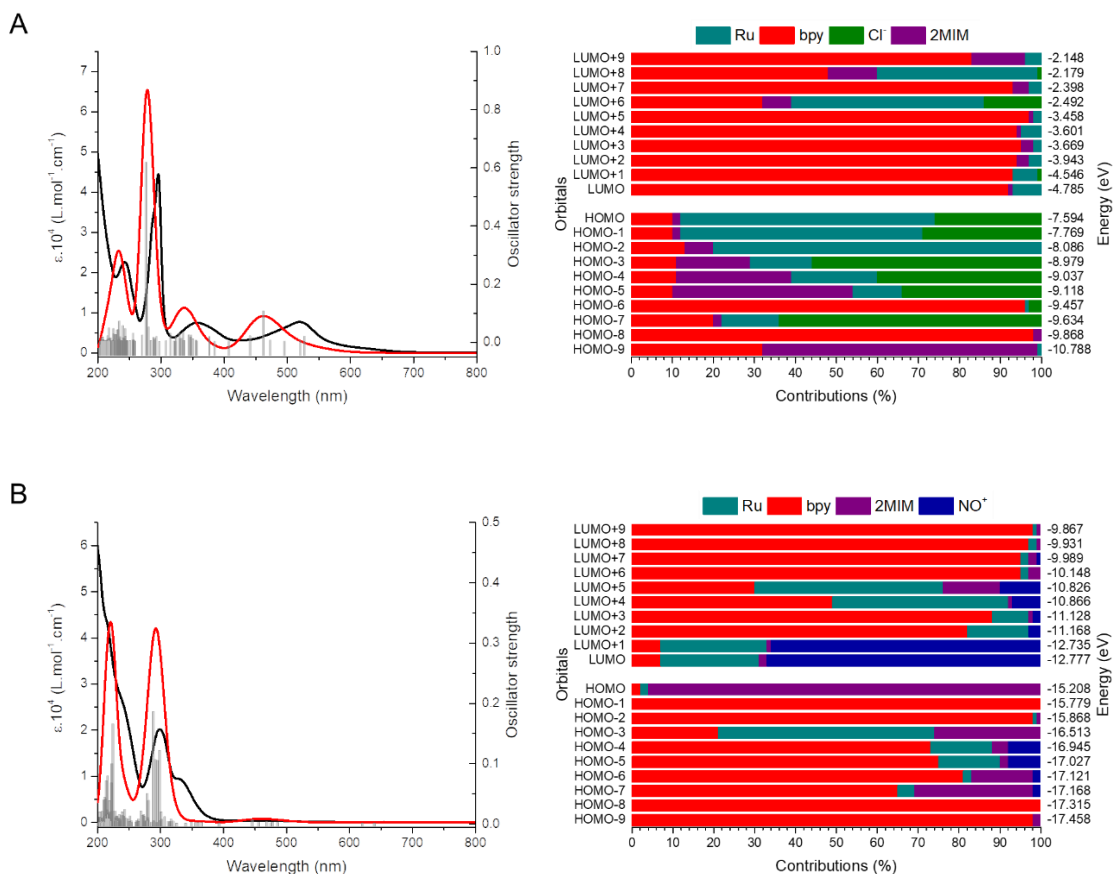 A
7
6
5
4
3
2
1
0
ε.10⁴ (L.mol⁻¹.cm⁻¹)
1.0
0.8
0.6
0.4
0.2
0.0
Oscillator strength
200 300 400 500 600 700 800
Wavelength (nm)
Ru bpy Cl⁻ 2MIM
LUMO+9 -2.148
LUMO+8 -2.179
LUMO+7 -2.398
LUMO+6 -2.492
LUMO+5 -3.458
LUMO+4 -3.601
LUMO+3 -3.669
LUMO+2 -3.943
LUMO+1 -4.546
LUMO -4.785
HOMO -7.594
HOMO-1 -7.769
HOMO-2 -8.086
HOMO-3 -8.979
HOMO-4 -9.037
HOMO-5 -9.118
HOMO-6 -9.457
HOMO-7 -9.634
HOMO-8 -9.868
HOMO-9 -10.788
Orbitals
Energy (eV)
0 20 40 60 80 100
Contributions (%)
B
6
5
4
3
2
1
0
ε.10⁴ (L.mol⁻¹.cm⁻¹)
0.5
0.4
0.3
0.2
0.1
0.0
Oscillator strength
200 300 400 500 600 700 800
Wavelength (nm)
Ru bpy 2MIM NO⁺
LUMO+9 -9.867
LUMO+8 -9.931
LUMO+7 -9.989
LUMO+6 -10.148
LUMO+5 -10.826
LUMO+4 -10.866
LUMO+3 -11.128
LUMO+2 -11.168
LUMO+1 -12.735
LUMO -12.777
HOMO -15.208
HOMO-1 -15.779
HOMO-2 -15.868
HOMO-3 -16.513
HOMO-4 -16.945
HOMO-5 -17.027
HOMO-6 -17.121
HOMO-7 -17.168
HOMO-8 -17.315
HOMO-9 -17.458
Orbitals
Energy (eV)
0 10 20 30 40 50 60 70 80 90 100
Contributions (%)